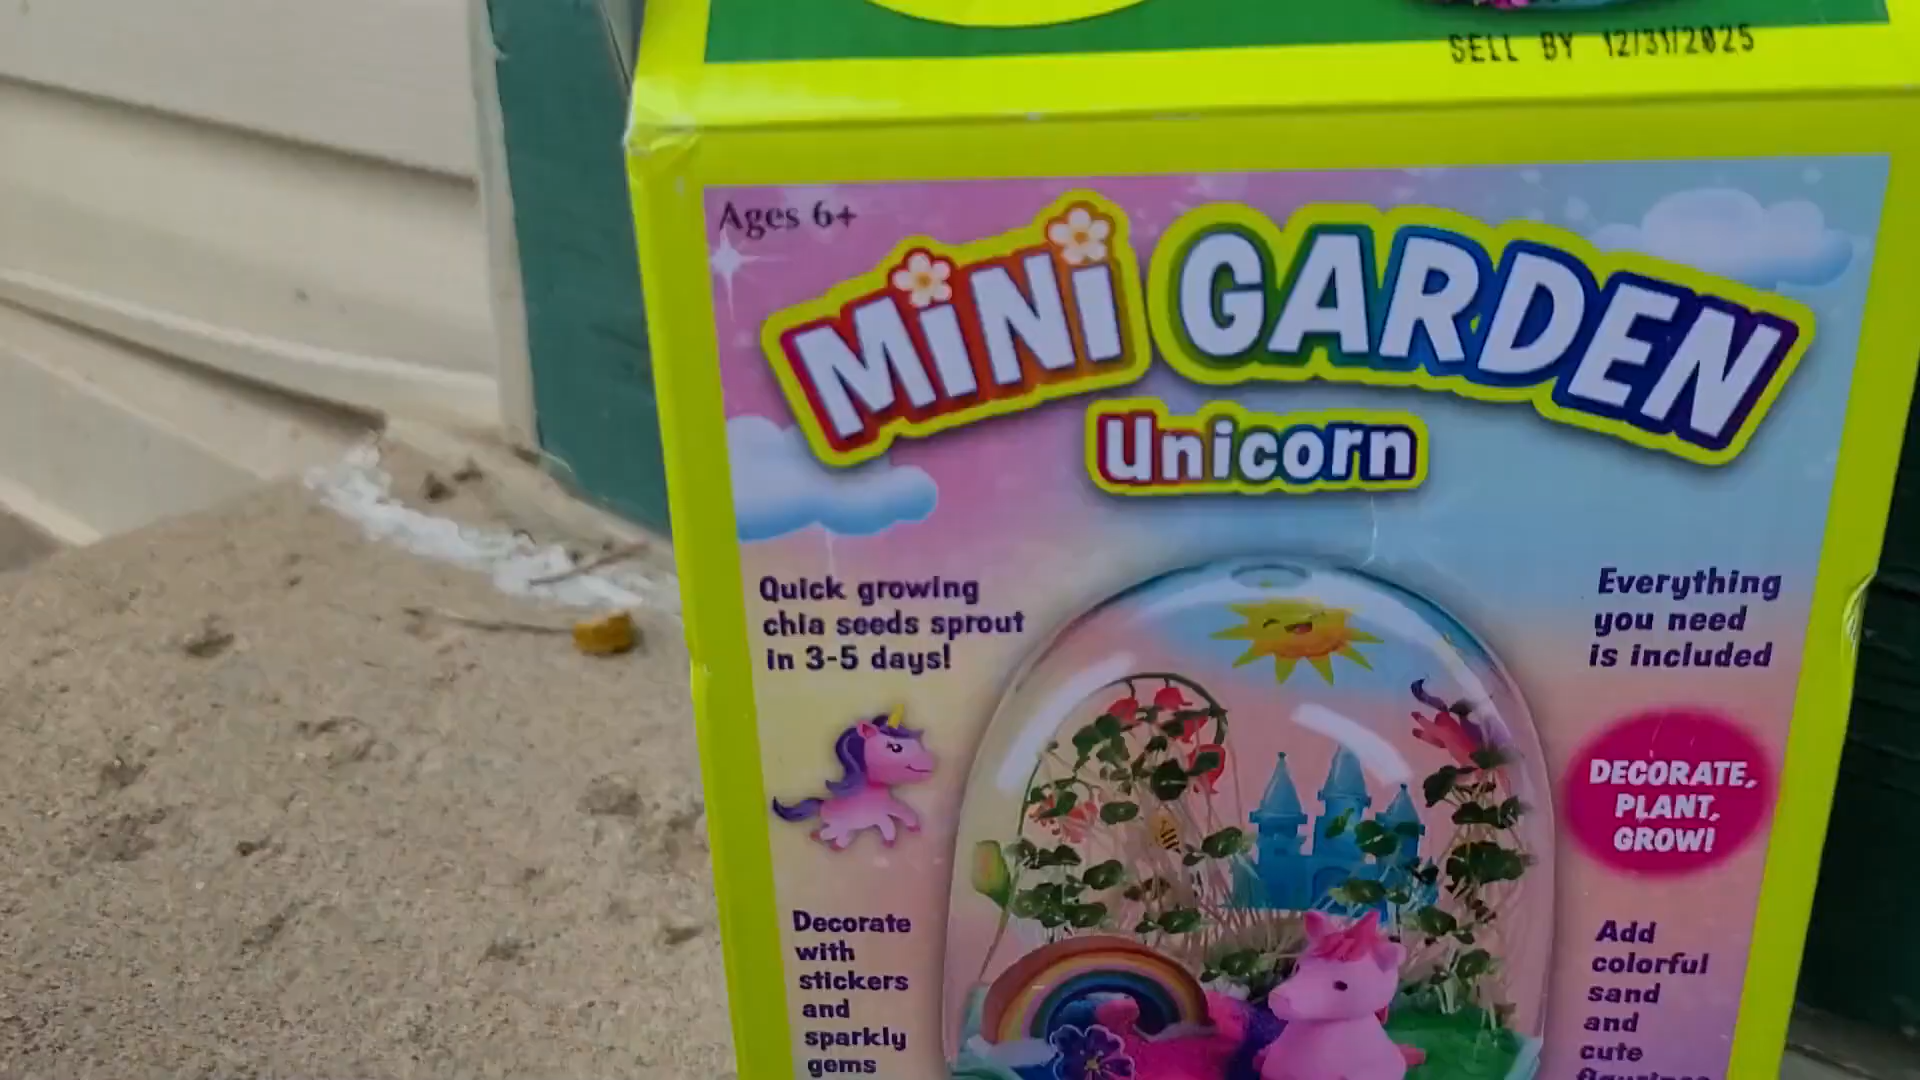 SELL BY 12/31/2025
Ages 6+
MiNi GARDEN
Unicorn
Quick growing
chia seeds sprout
in 3-5 days!
Everything
you need
is included
DECORATE,
PLANT,
GROW!
Decorate
with
stickers
and
sparkly
gems
Add
colorful
sand
and
cute
figurines